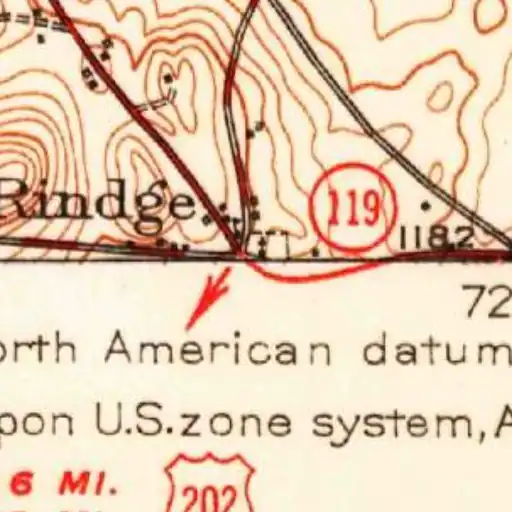 Rindge
119
1182
72
orth American datum
pon U.S.zone system, A
6 MI.
202